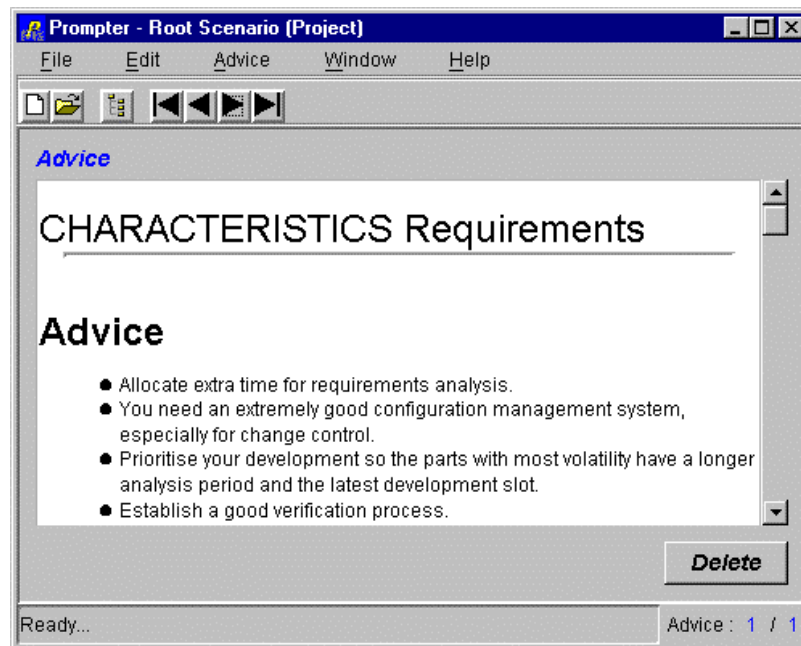 Prompter - Root Scenario (Project)
File Edit Advice Window Help
Advice
CHARACTERISTICS Requirements
Advice
● Allocate extra time for requirements analysis.
● You need an extremely good configuration management system,
especially for change control.
● Prioritise your development so the parts with most volatility have a longer
analysis period and the latest development slot.
● Establish a good verification process.
Delete
Ready... Advice : 1 / 1